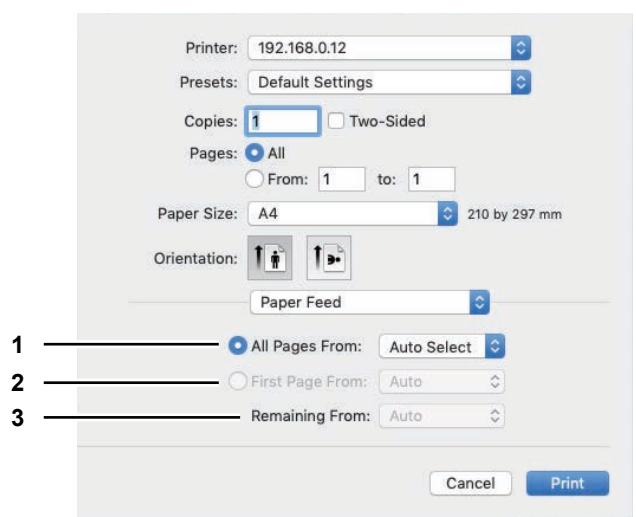 Printer: 192.168.0.12
Presets: Default Settings
Copies: 1 Two-Sided
Pages: All
From: 1 to: 1
Paper Size: A4 210 by 297 mm
Orientation:
Paper Feed
1 All Pages From: Auto Select
2 First Page From: Auto
3 Remaining From: Auto
Cancel Print